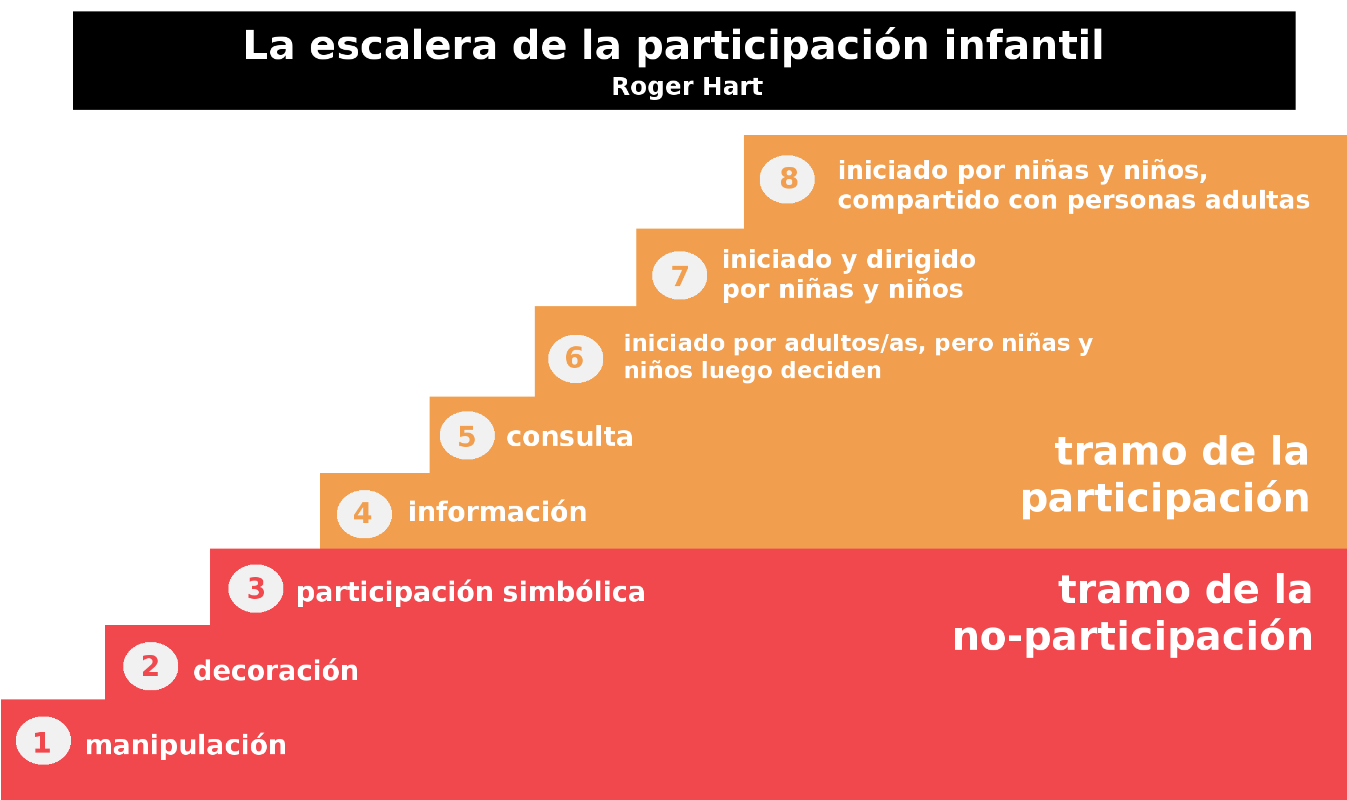 La escalera de la participación infantil
Roger Hart
8
iniciado por niñas y niños,
compartido con personas adultas
7
iniciado y dirigido
por niñas y niños
6
iniciado por adultos/as, pero niñas y
niños luego deciden
5 consulta
tramo de la
participación
4 información
3 participación simbólica
tramo de la
no-participación
2 decoración
1 manipulación